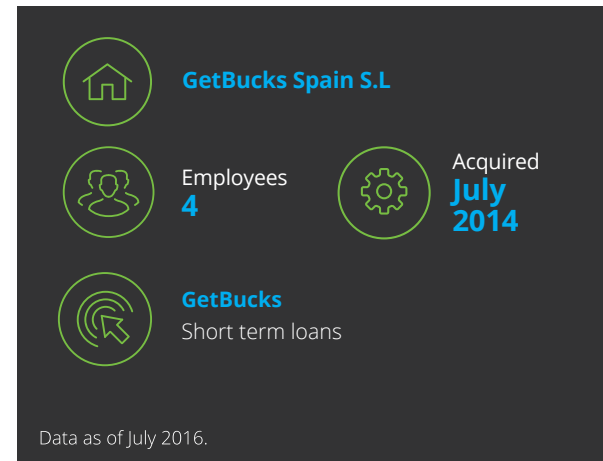 GetBucks Spain S.L
Employees
4
Acquired
July
2014
GetBucks
Short term loans
Data as of July 2016.